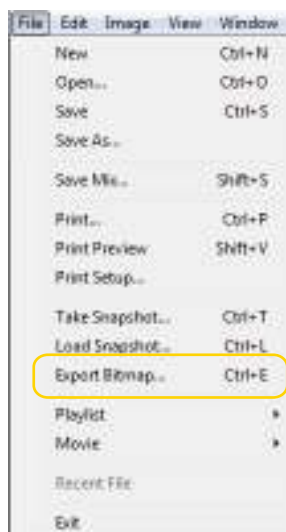 File Edit Image View Window
New Ctrl+N
Open... Ctrl+O
Save Ctrl+S
Save As...
Save Mix... Shift+S
Print... Ctrl+P
Print Preview Shift+V
Print Setup...
Take Snapshot... Ctrl+T
Load Snapshot... Ctrl+L
Export Bitmap... Ctrl+E
Playlist
Movie
Recent File
Exit